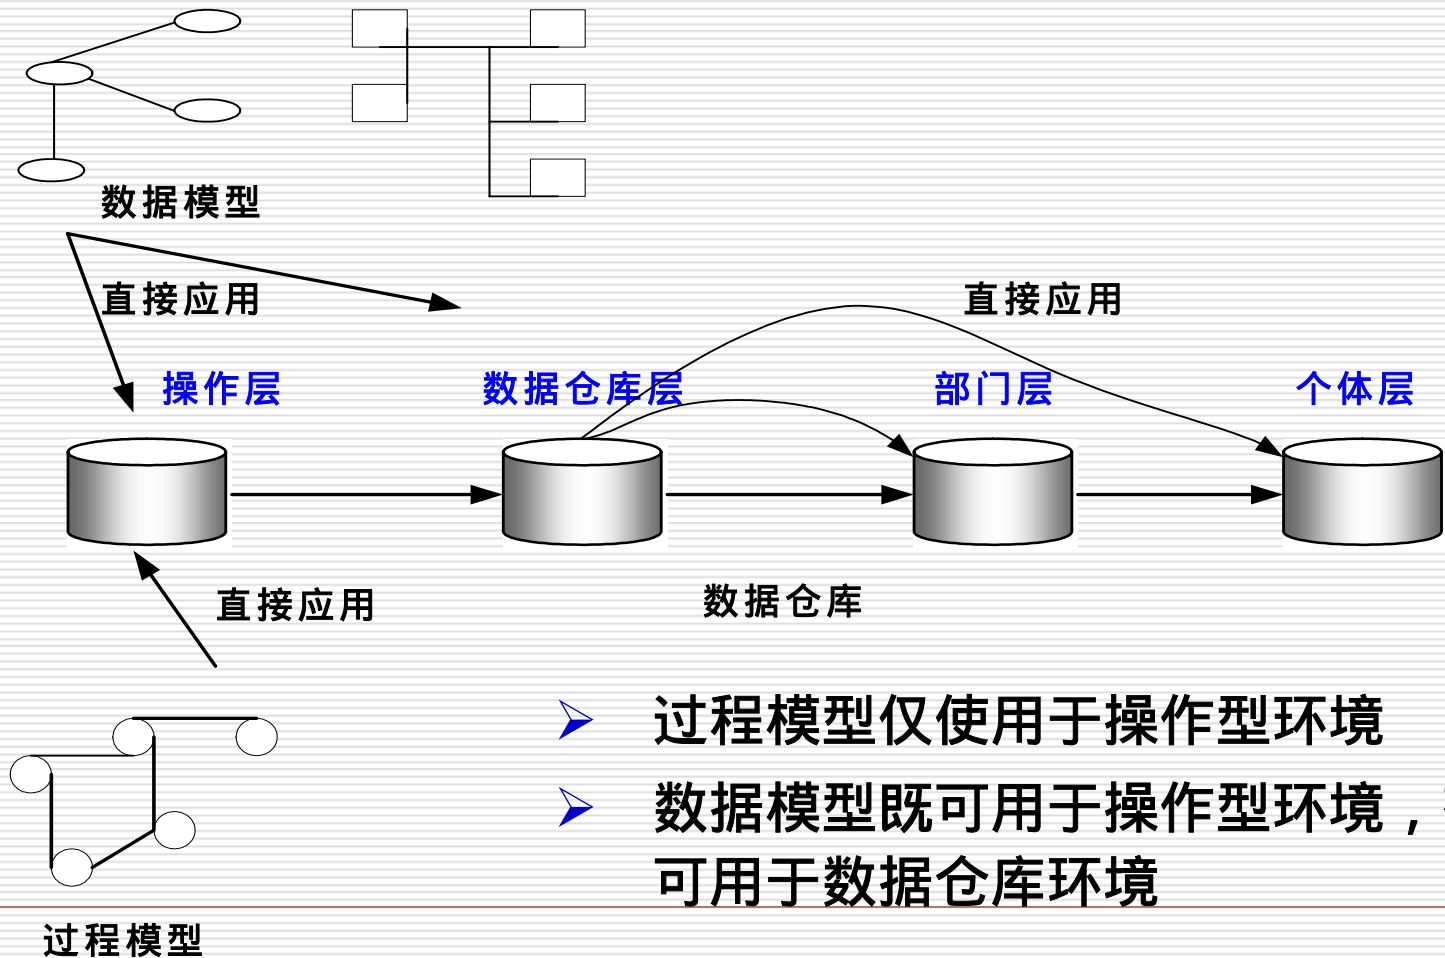 数据模型
直接应用
直接应用
操作层
数据仓库层
部门层
个体层
直接应用
数据仓库
过程模型仅使用于操作型环境
数据模型既可用于操作型环境，
可用于数据仓库环境
过程模型